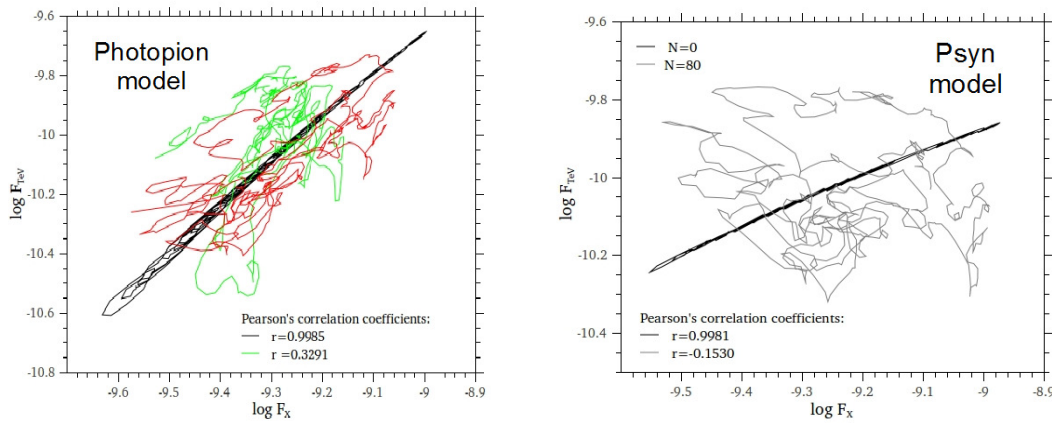 Photopion
model
-9.6
-9.8
-10
-10.2
-10.4
-10.6
-10.8
log F_TeV
-9.6
-9.5
-9.4
-9.3
-9.2
-9.1
-9
-8.9
log F_X
Pearson's correlation coefficients:
r=0.9985
r =0.3291
Psyn
model
N=0
N=80
-9.6
-9.8
-10
-10.2
-10.4
log F_TeV
-9.5
-9.4
-9.3
-9.2
-9.1
-9
-8.9
log F_X
Pearson's correlation coefficients:
r=0.9981
r=-0.1530